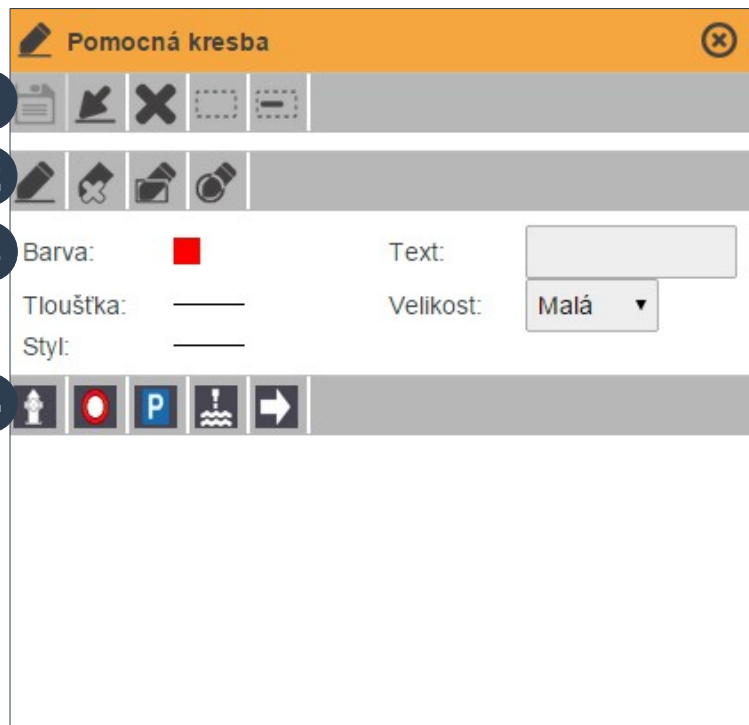 Pomocná kresba
Barva:
Text:
Tloušťka:
Velikost:
Malá
Styl:
P